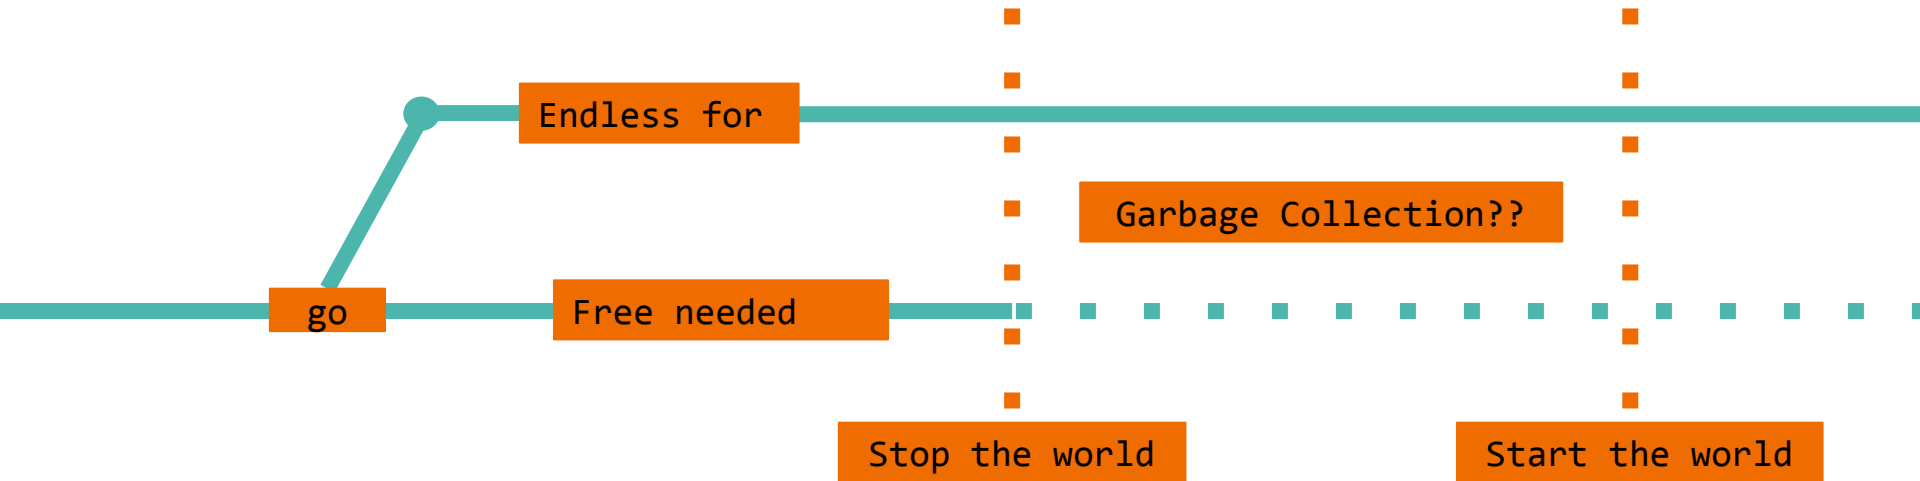 Endless for
Garbage Collection??
go
Free needed
Stop the world
Start the world